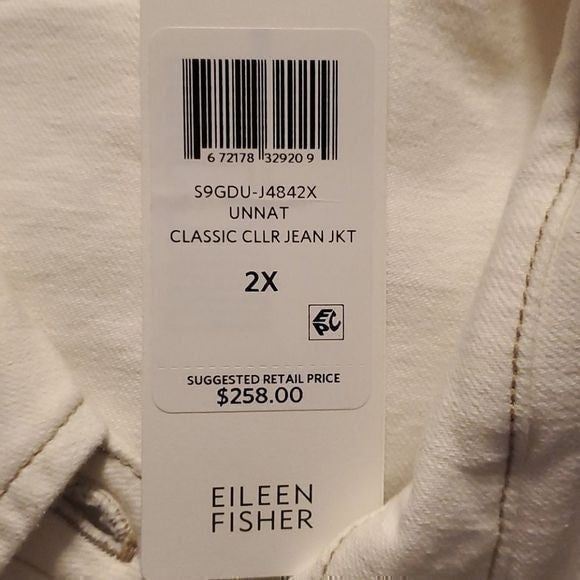 6 72178 32920 9
S9GDU-J4842X
UNNAT
CLASSIC CLLR JEAN JKT
2X
EPC
SUGGESTED RETAIL PRICE
$258.00
EILEEN
FISHER